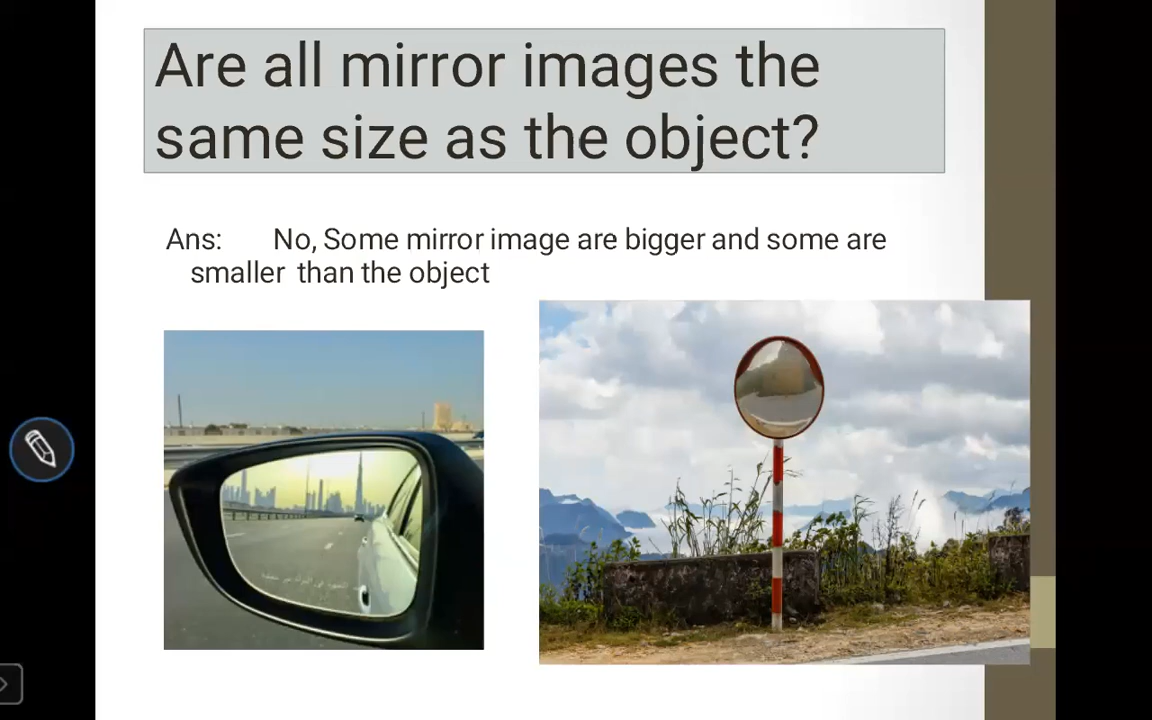 Are all mirror images the
same size as the object?
Ans: No, Some mirror image are bigger and some are
smaller than the object